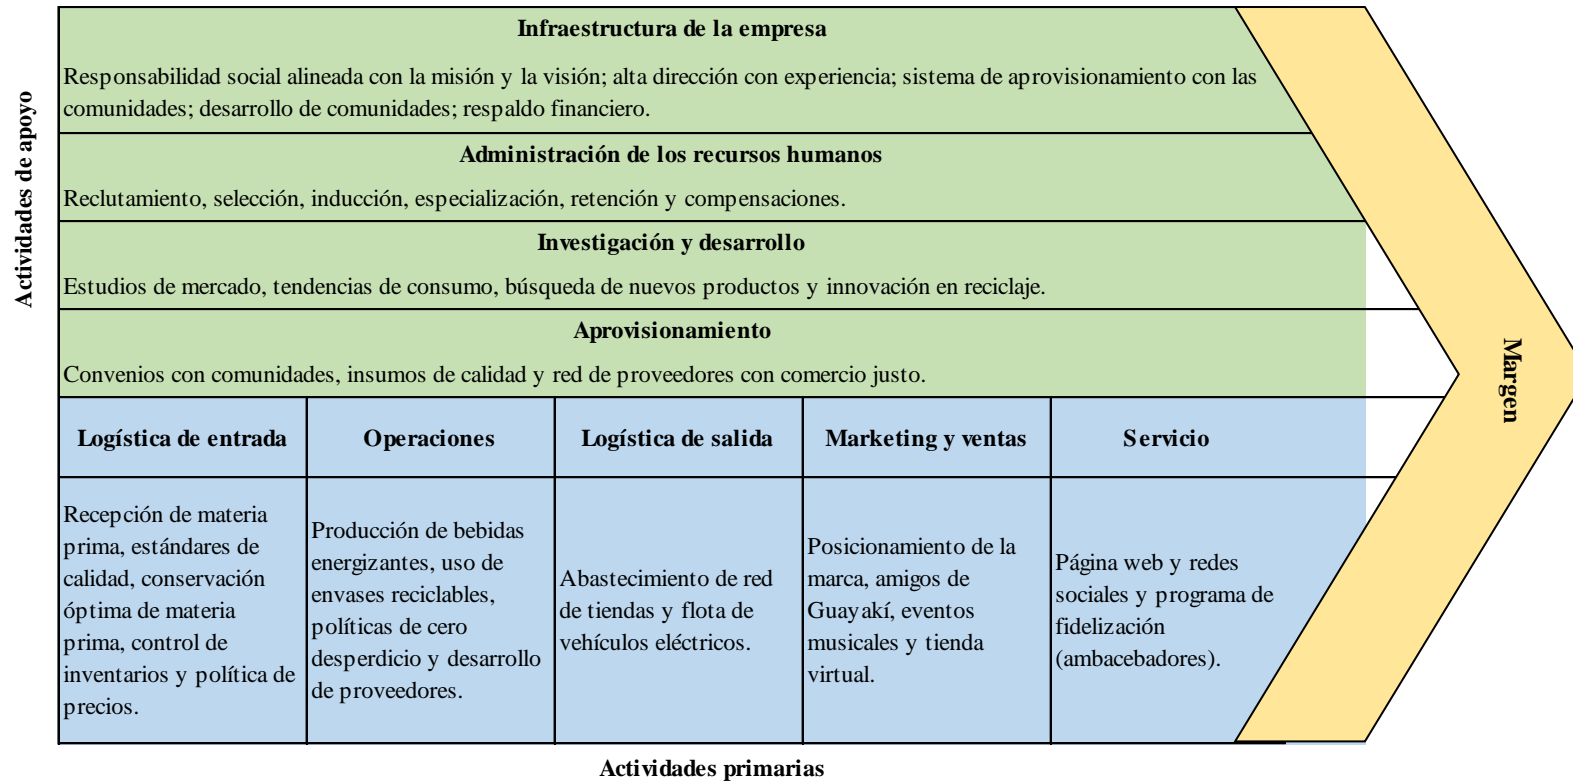 Actividades de apoyo
Infraestructura de la empresa
Responsabilidad social alineada con la misión y la visión; alta dirección con experiencia; sistema de aprovisionamiento con las
comunidades; desarrollo de comunidades; respaldo financiero.
Administración de los recursos humanos
Reclutamiento, selección, inducción, especialización, retención y compensaciones.
Investigación y desarrollo
Estudios de mercado, tendencias de consumo, búsqueda de nuevos productos y innovación en reciclaje.
Aprovisionamiento
Convenios con comunidades, insumos de calidad y red de proveedores con comercio justo.
Logística de entrada
Recepción de materia
prima, estándares de
calidad, conservación
óptima de materia
prima, control de
inventarios y política de
precios.
Operaciones
Producción de bebidas
energizantes, uso de
envases reciclables,
políticas de cero
desperdicio y desarrollo
de proveedores.
Logística de salida
Abastecimiento de red
de tiendas y flota de
vehículos eléctricos.
Marketing y ventas
Posicionamiento de la
marca, amigos de
Guayakí, eventos
musicales y tienda
virtual.
Servicio
Página web y redes
sociales y programa de
fidelización
(ambacebadores).
Margen
Actividades primarias